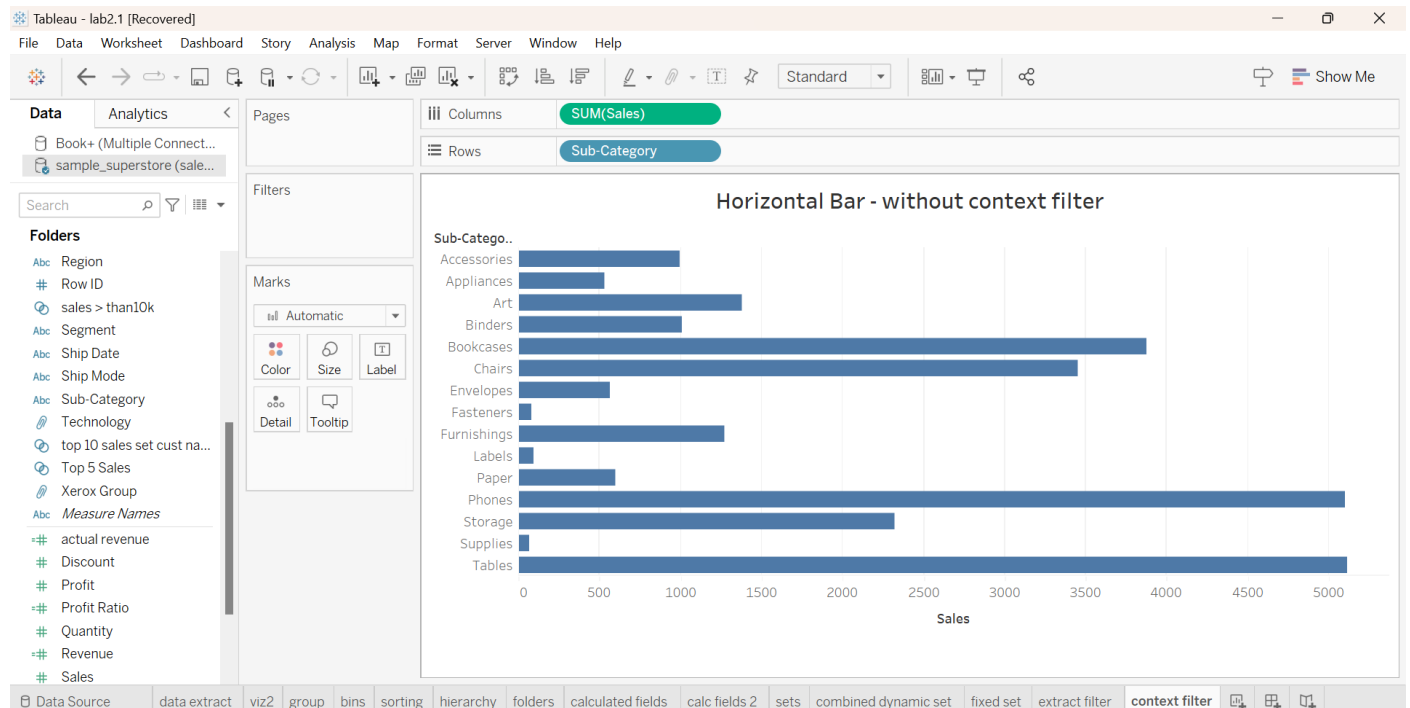 Tableau - lab2.1 [Recovered]
File Data Worksheet Dashboard Story Analysis Map Format Server Window Help
Standard
Show Me
Data Analytics
Book+ (Multiple Connect...
sample_superstore (sale...
Search
Folders
Abc Region
# Row ID
sales > than10k
Abc Segment
Abc Ship Date
Abc Ship Mode
Abc Sub-Category
Technology
top 10 sales set cust na...
Top 5 Sales
Xerox Group
Abc Measure Names
=# actual revenue
# Discount
# Profit
=# Profit Ratio
# Quantity
=# Revenue
# Sales
Pages
Filters
Marks
Automatic
Color Size Label
Detail Tooltip
Columns SUM(Sales)
Rows Sub-Category
Horizontal Bar - without context filter
Sub-Catego..
Accessories
Appliances
Art
Binders
Bookcases
Chairs
Envelopes
Fasteners
Furnishings
Labels
Paper
Phones
Storage
Supplies
Tables
0 500 1000 1500 2000 2500 3000 3500 4000 4500 5000
Sales
Data Source data extract viz2 group bins sorting hierarchy folders calculated fields calc fields 2 sets combined dynamic set fixed set extract filter context filter